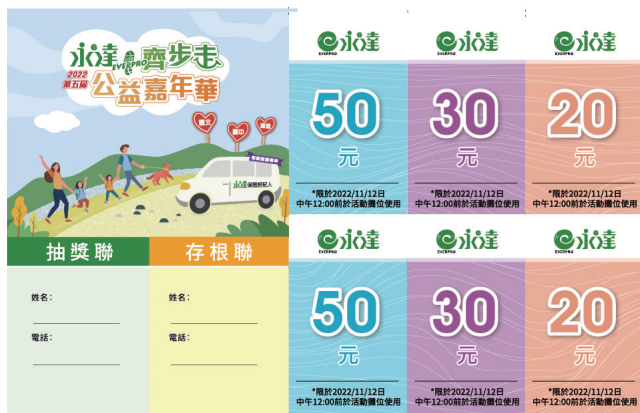 永達 齊步走
EVERPRO
2022
第五屆
公益嘉年華
臺北
臺中
高雄
永達保險經紀人
抽獎聯
存根聯
姓名：
電話：
姓名：
電話：
永達
EVERPRO
50
元
*限於2022/11/12日
中午12:00前於活動攤位使用
永達
EVERPRO
30
元
*限於2022/11/12日
中午12:00前於活動攤位使用
永達
EVERPRO
20
元
*限於2022/11/12日
中午12:00前於活動攤位使用
永達
EVERPRO
50
元
*限於2022/11/12日
中午12:00前於活動攤位使用
永達
EVERPRO
30
元
*限於2022/11/12日
中午12:00前於活動攤位使用
永達
EVERPRO
20
元
*限於2022/11/12日
中午12:00前於活動攤位使用